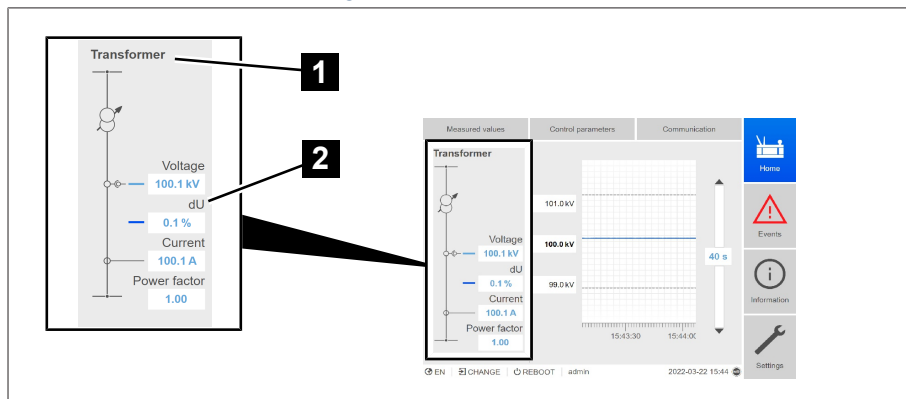 Transformer
1
2
Voltage
100.1 kV
dU
0.1 %
Current
100.1 A
Power factor
1.00
Measured values
Control parameters
Communication
Transformer
Voltage
100.1 kV
dU
0.1 %
Current
100.1 A
Power factor
1.00
101.0 kV
100.0 kV
99.0 kV
15:43:30
15:44:00
40 s
Home
Events
Information
Settings
EN CHANGE REBOOT admin 2022-03-22 15:44